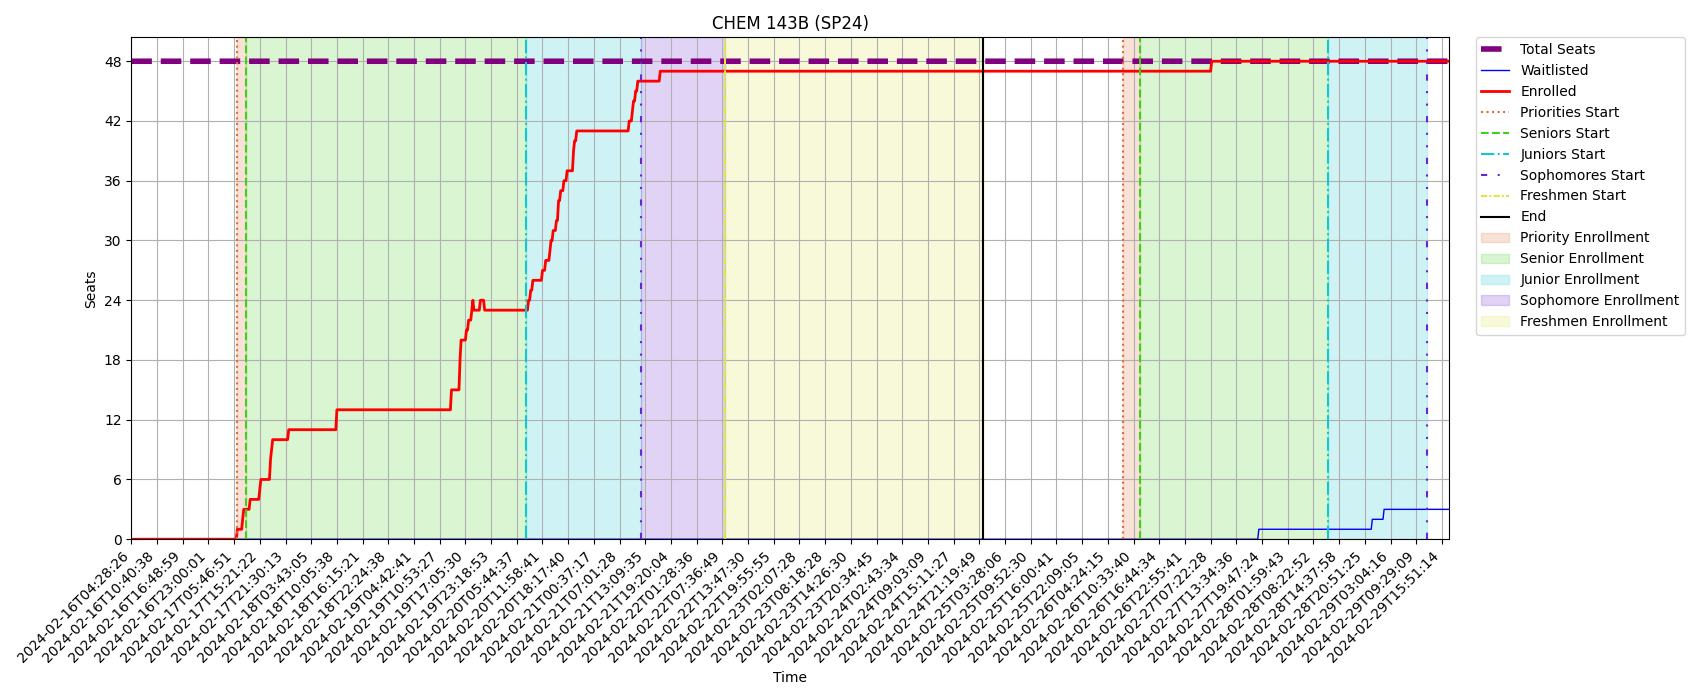 CHEM 143B (SP24)
Seats
48
42
36
30
24
18
12
6
0
2024-02-16T04:28:26
2024-02-16T10:40:38
2024-02-16T16:48:59
2024-02-16T23:00:01
2024-02-17T05:46:51
2024-02-17T15:21:22
2024-02-17T21:30:13
2024-02-18T03:43:05
2024-02-18T10:05:38
2024-02-18T16:15:21
2024-02-18T22:24:38
2024-02-19T04:42:41
2024-02-19T10:53:27
2024-02-19T17:05:30
2024-02-19T23:18:53
2024-02-20T05:44:37
2024-02-20T11:58:41
2024-02-20T18:17:40
2024-02-21T00:37:17
2024-02-21T07:01:28
2024-02-21T13:09:35
2024-02-21T19:20:04
2024-02-22T01:28:36
2024-02-22T07:36:49
2024-02-22T13:47:30
2024-02-22T19:55:55
2024-02-23T02:07:28
2024-02-23T08:18:28
2024-02-23T14:26:30
2024-02-23T20:34:45
2024-02-24T02:43:34
2024-02-24T09:03:09
2024-02-24T15:11:27
2024-02-24T21:19:49
2024-02-25T03:28:06
2024-02-25T09:52:30
2024-02-25T16:00:41
2024-02-25T22:09:05
2024-02-26T04:24:15
2024-02-26T10:33:40
2024-02-26T16:44:34
2024-02-26T22:55:41
2024-02-27T07:22:28
2024-02-27T13:34:36
2024-02-27T19:47:24
2024-02-28T01:59:43
2024-02-28T08:22:52
2024-02-28T14:37:58
2024-02-28T20:51:25
2024-02-29T03:04:16
2024-02-29T09:29:09
2024-02-29T15:51:14
Time
Total Seats
Waitlisted
Enrolled
Priorities Start
Seniors Start
Juniors Start
Sophomores Start
Freshmen Start
End
Priority Enrollment
Senior Enrollment
Junior Enrollment
Sophomore Enrollment
Freshmen Enrollment